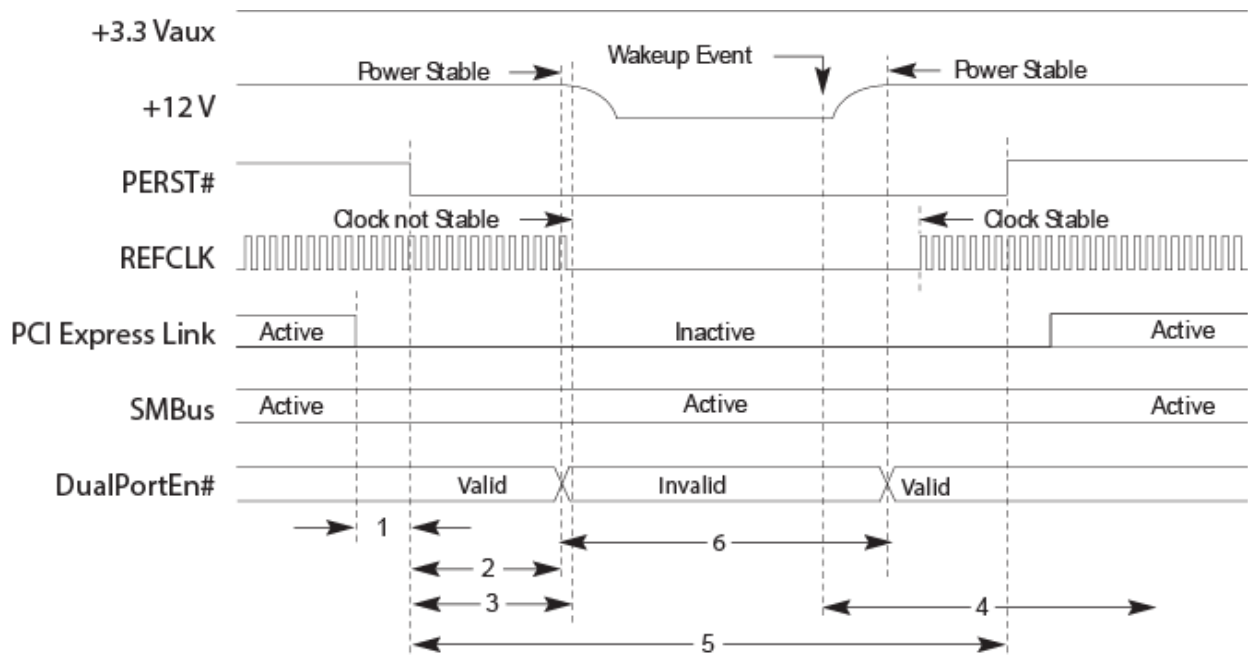 +3.3 Vaux
Wakeup Event
Power Stable
Power Stable
+12 V
PERST#
Clock not Stable
Clock Stable
REFCLK
PCI Express Link
Active
Inactive
Active
SMBus
Active
Active
Active
DualPortEn#
Valid
Invalid
Valid
1
6
2
3
4
5